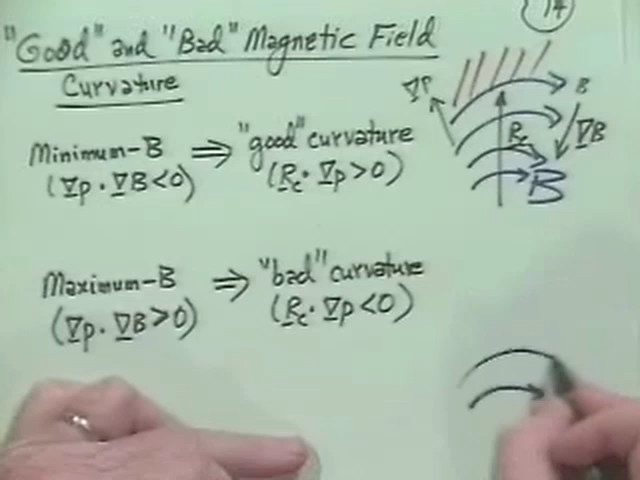 14
"Good" and "Bad" Magnetic Field
Curvature
Minimum-B ⇒ "good" curvature
(∇p · ∇B<0) (Rc · ∇p>0)
∇P
B
Rc
∇B
B
Maximum-B ⇒ "bad" curvature
(∇p · ∇B>0) (Rc · ∇p<0)